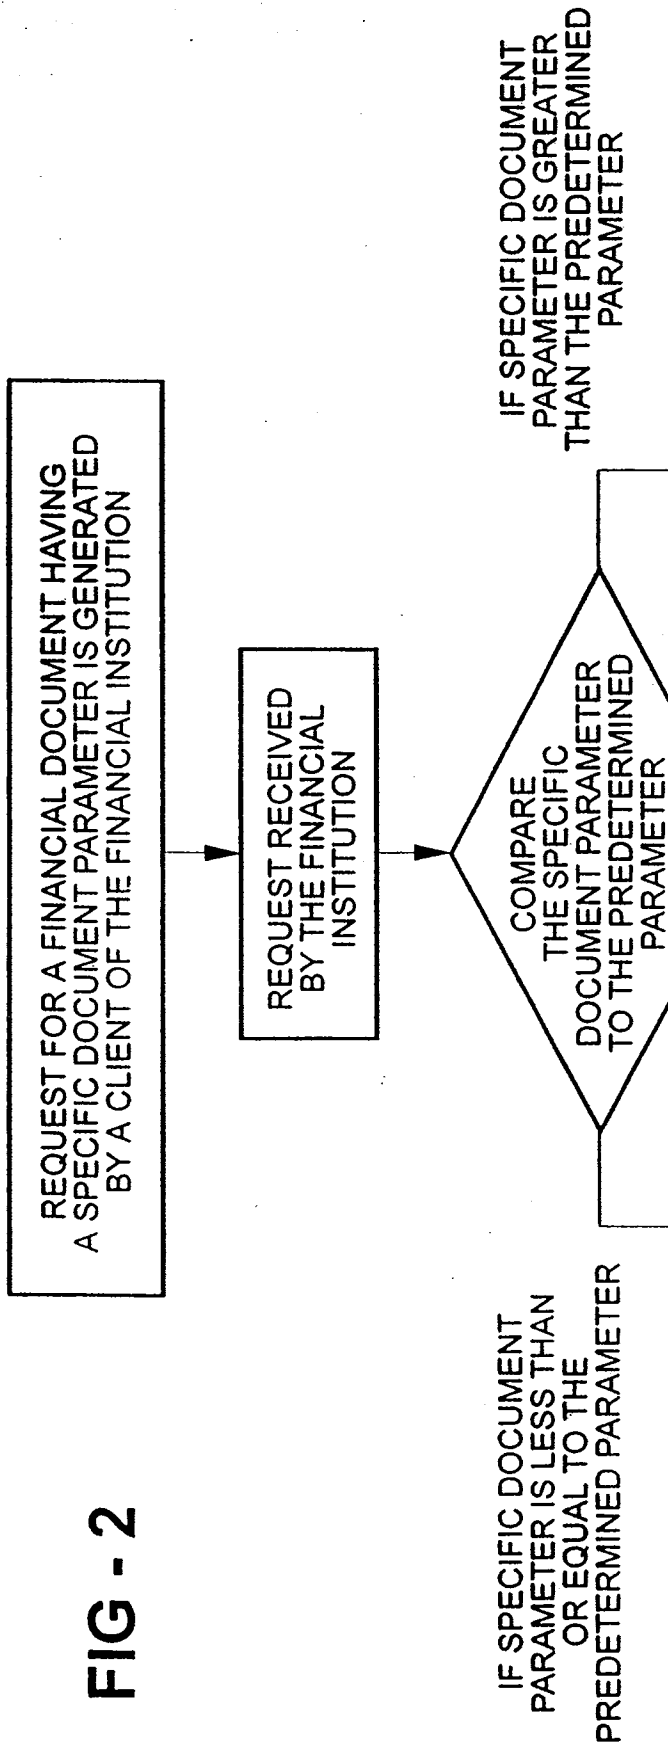 FIG - 2
REQUEST FOR A FINANCIAL DOCUMENT HAVING
A SPECIFIC DOCUMENT PARAMETER IS GENERATED
BY A CLIENT OF THE FINANCIAL INSTITUTION
REQUEST RECEIVED
BY THE FINANCIAL
INSTITUTION
IF SPECIFIC DOCUMENT
PARAMETER IS LESS THAN
OR EQUAL TO THE
PREDETERMINED PARAMETER
COMPARE
THE SPECIFIC
DOCUMENT PARAMETER
TO THE PREDETERMINED
PARAMETER
IF SPECIFIC DOCUMENT
PARAMETER IS GREATER
THAN THE PREDETERMINED
PARAMETER